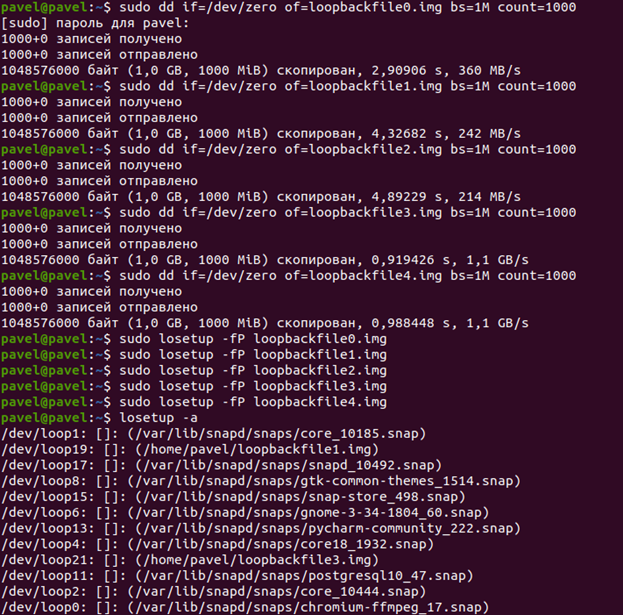 pavel@pavel:~$ sudo dd if=/dev/zero of=loopbackfile0.img bs=1M count=1000
[sudo] пароль для pavel:
1000+0 записей получено
1000+0 записей отправлено
1048576000 байт (1,0 GB, 1000 MiB) скопирован, 2,90906 s, 360 MB/s
pavel@pavel:~$ sudo dd if=/dev/zero of=loopbackfile1.img bs=1M count=1000
1000+0 записей получено
1000+0 записей отправлено
1048576000 байт (1,0 GB, 1000 MiB) скопирован, 4,32682 s, 242 MB/s
pavel@pavel:~$ sudo dd if=/dev/zero of=loopbackfile2.img bs=1M count=1000
1000+0 записей получено
1000+0 записей отправлено
1048576000 байт (1,0 GB, 1000 MiB) скопирован, 4,89229 s, 214 MB/s
pavel@pavel:~$ sudo dd if=/dev/zero of=loopbackfile3.img bs=1M count=1000
1000+0 записей получено
1000+0 записей отправлено
1048576000 байт (1,0 GB, 1000 MiB) скопирован, 0,919426 s, 1,1 GB/s
pavel@pavel:~$ sudo dd if=/dev/zero of=loopbackfile4.img bs=1M count=1000
1000+0 записей получено
1000+0 записей отправлено
1048576000 байт (1,0 GB, 1000 MiB) скопирован, 0,988448 s, 1,1 GB/s
pavel@pavel:~$ sudo losetup -fP loopbackfile0.img
pavel@pavel:~$ sudo losetup -fP loopbackfile1.img
pavel@pavel:~$ sudo losetup -fP loopbackfile2.img
pavel@pavel:~$ sudo losetup -fP loopbackfile3.img
pavel@pavel:~$ sudo losetup -fP loopbackfile4.img
pavel@pavel:~$ losetup -a
/dev/loop1: []: (/var/lib/snapd/snaps/core_10185.snap)
/dev/loop19: []: (/home/pavel/loopbackfile1.img)
/dev/loop17: []: (/var/lib/snapd/snaps/snapd_10492.snap)
/dev/loop8: []: (/var/lib/snapd/snaps/gtk-common-themes_1514.snap)
/dev/loop15: []: (/var/lib/snapd/snaps/snap-store_498.snap)
/dev/loop6: []: (/var/lib/snapd/snaps/gnome-3-34-1804_60.snap)
/dev/loop13: []: (/var/lib/snapd/snaps/pycharm-community_222.snap)
/dev/loop4: []: (/var/lib/snapd/snaps/core18_1932.snap)
/dev/loop21: []: (/home/pavel/loopbackfile3.img)
/dev/loop11: []: (/var/lib/snapd/snaps/postgresql10_47.snap)
/dev/loop2: []: (/var/lib/snapd/snaps/core_10444.snap)
/dev/loop0: []: (/var/lib/snapd/snaps/chromium-ffmpeg_17.snap)